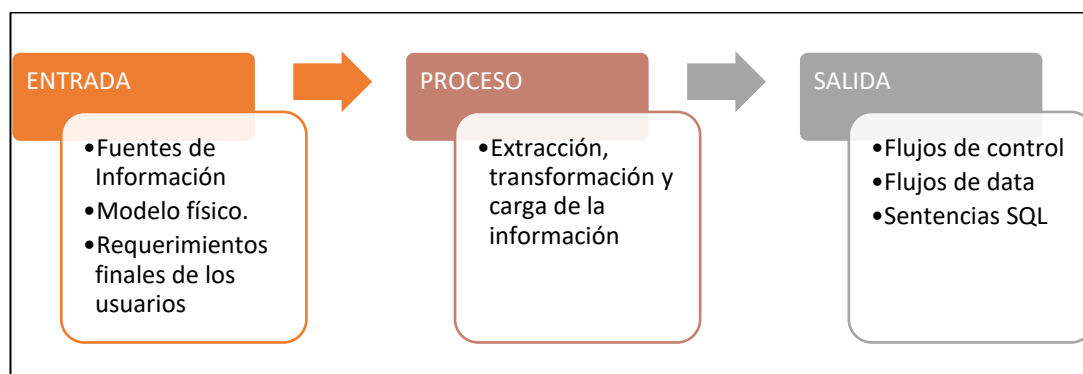 ENTRADA
•Fuentes de
Información
•Modelo físico.
•Requerimientos
finales de los
usuarios
PROCESO
•Extracción,
transformación y
carga de la
información
SALIDA
•Flujos de control
•Flujos de data
•Sentencias SQL